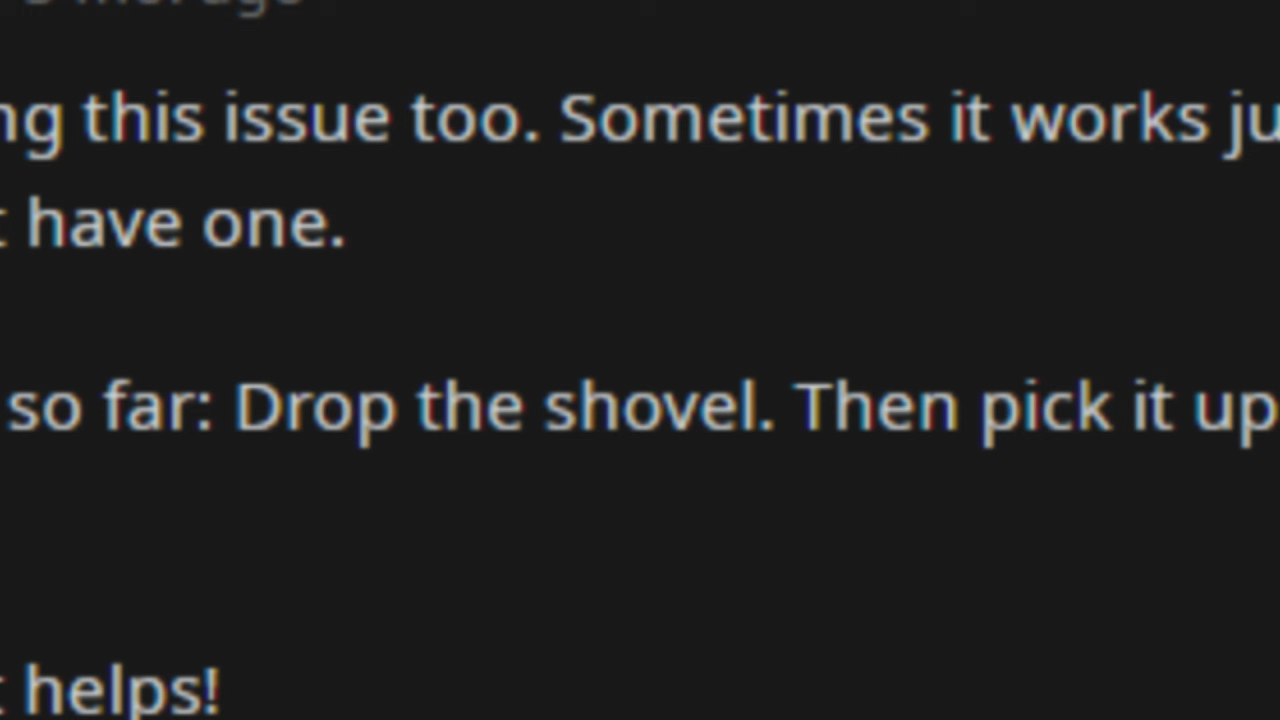 ng this issue too. Sometimes it works ju
t have one.
so far: Drop the shovel. Then pick it up
t helps!